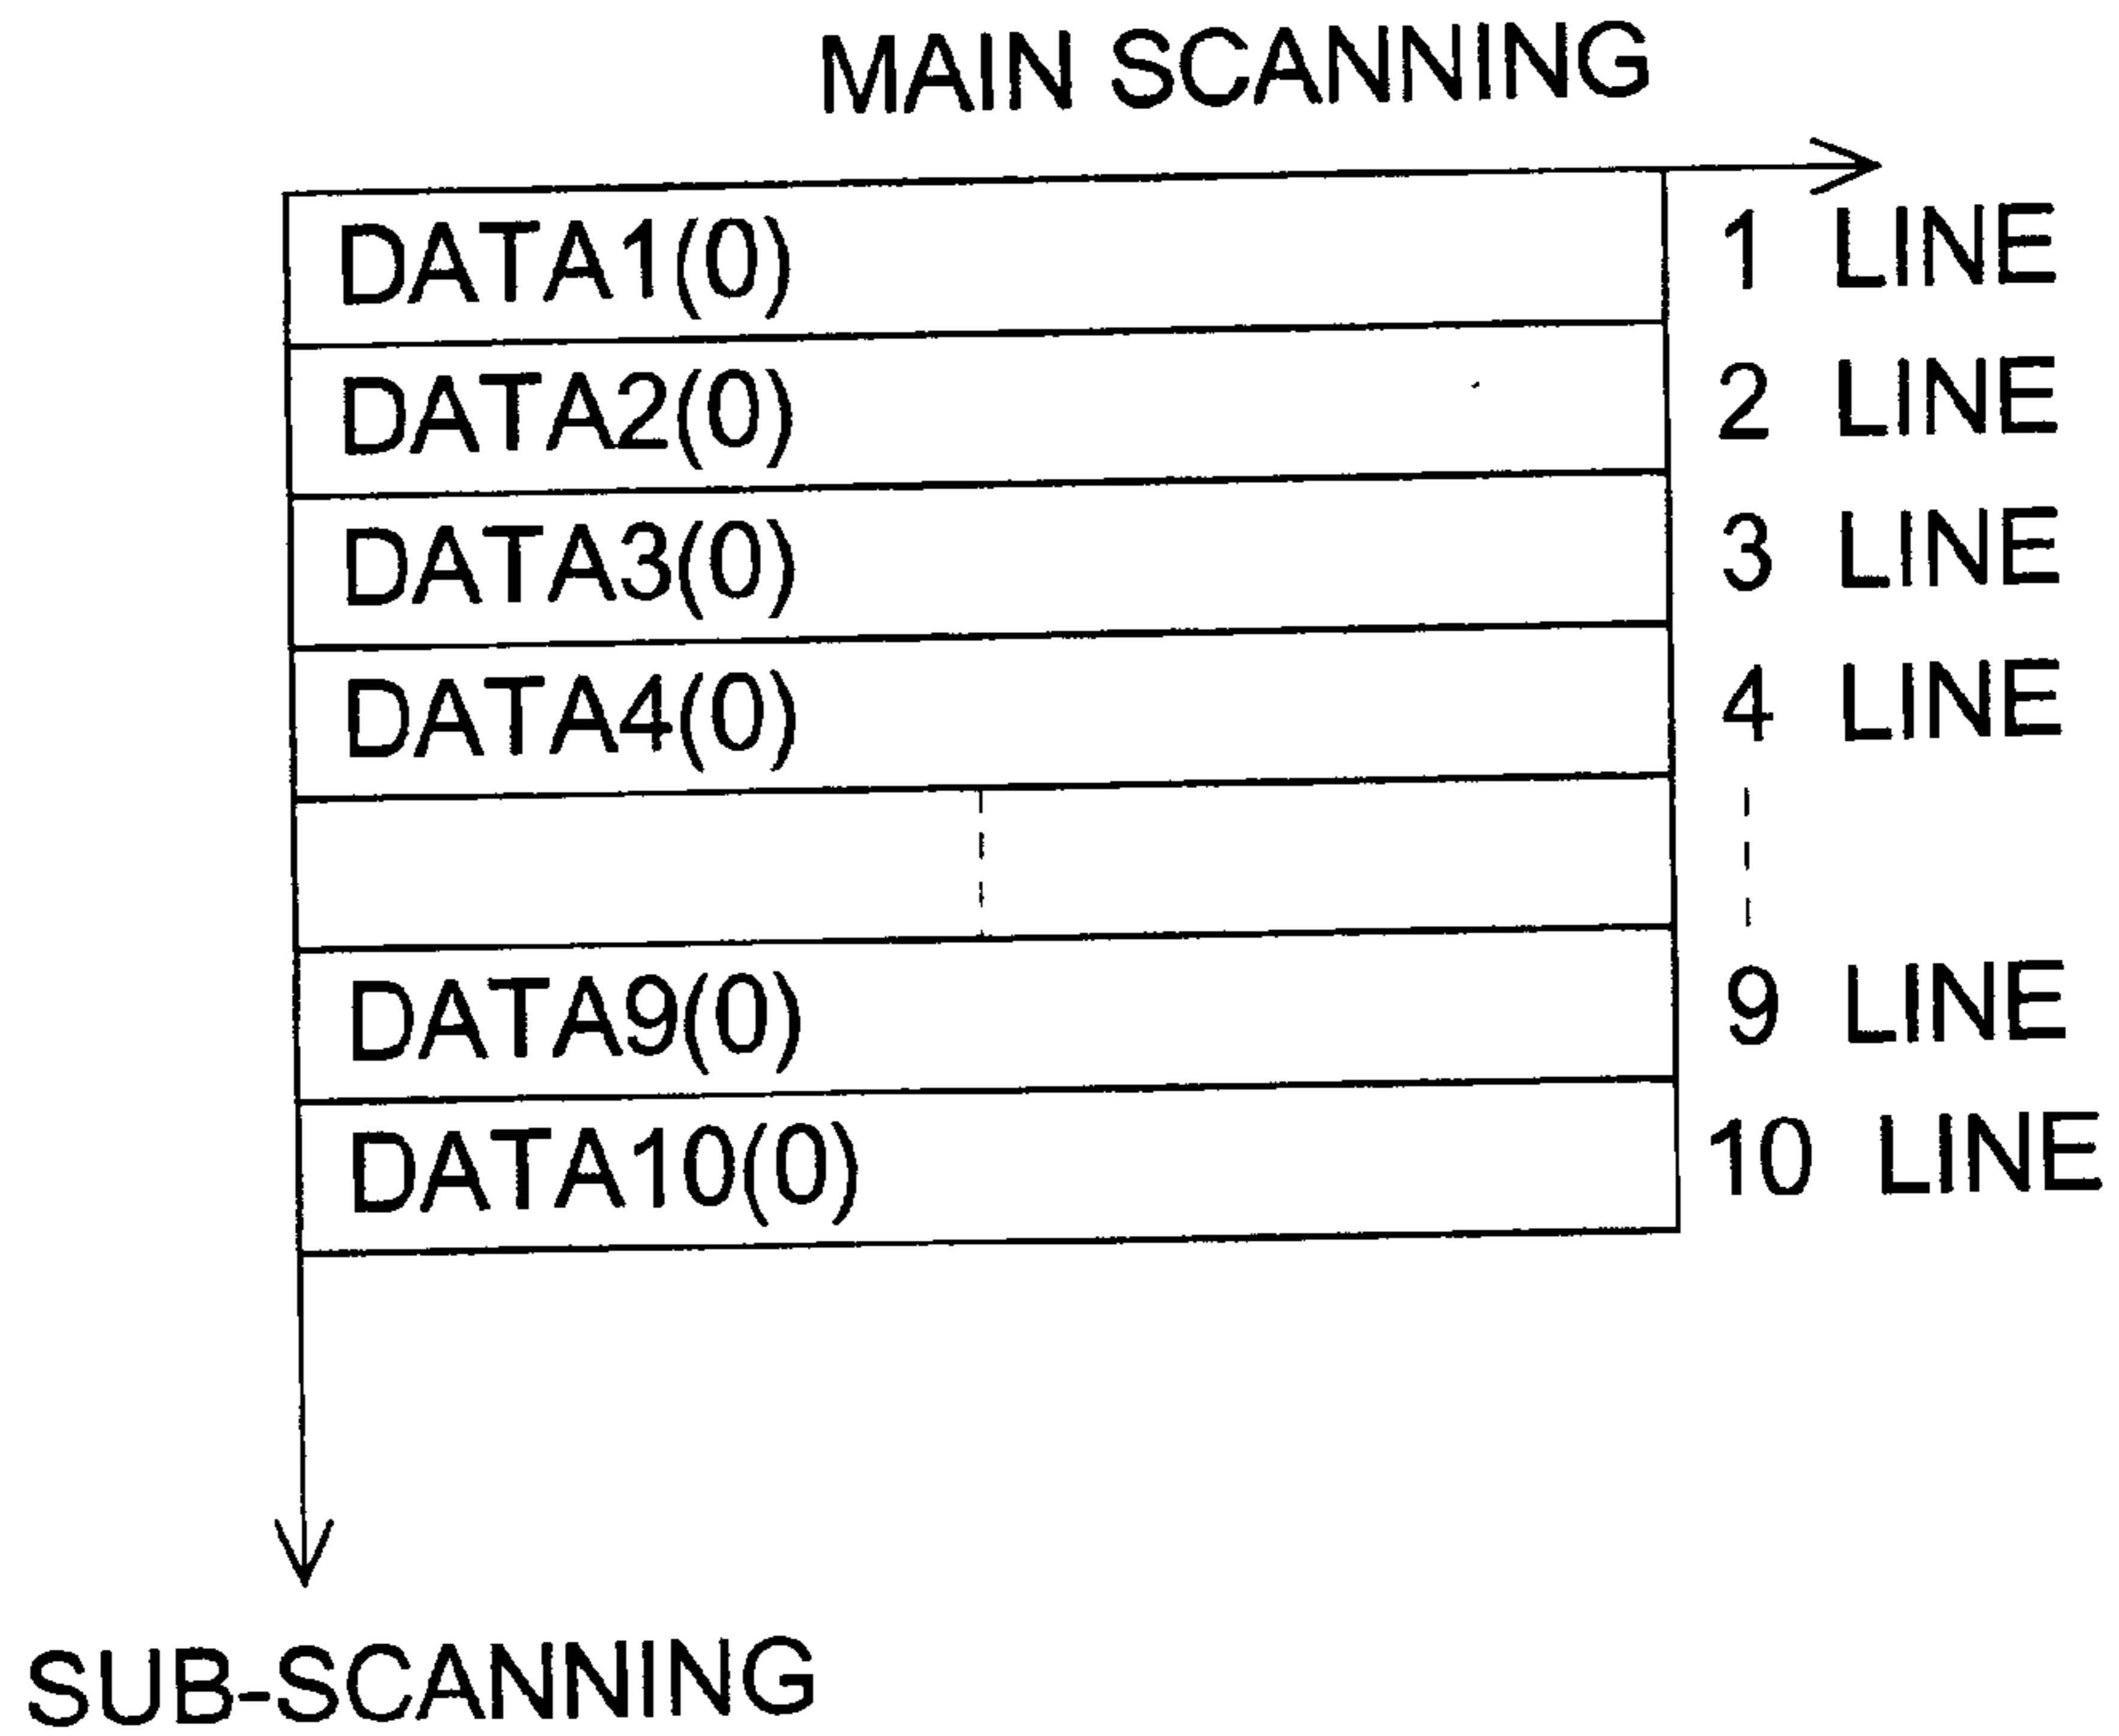 MAIN SCANNING
DATA1(0) 1 LINE
DATA2(0) 2 LINE
DATA3(0) 3 LINE
DATA4(0) 4 LINE
DATA9(0) 9 LINE
DATA10(0) 10 LINE
SUB-SCANNING